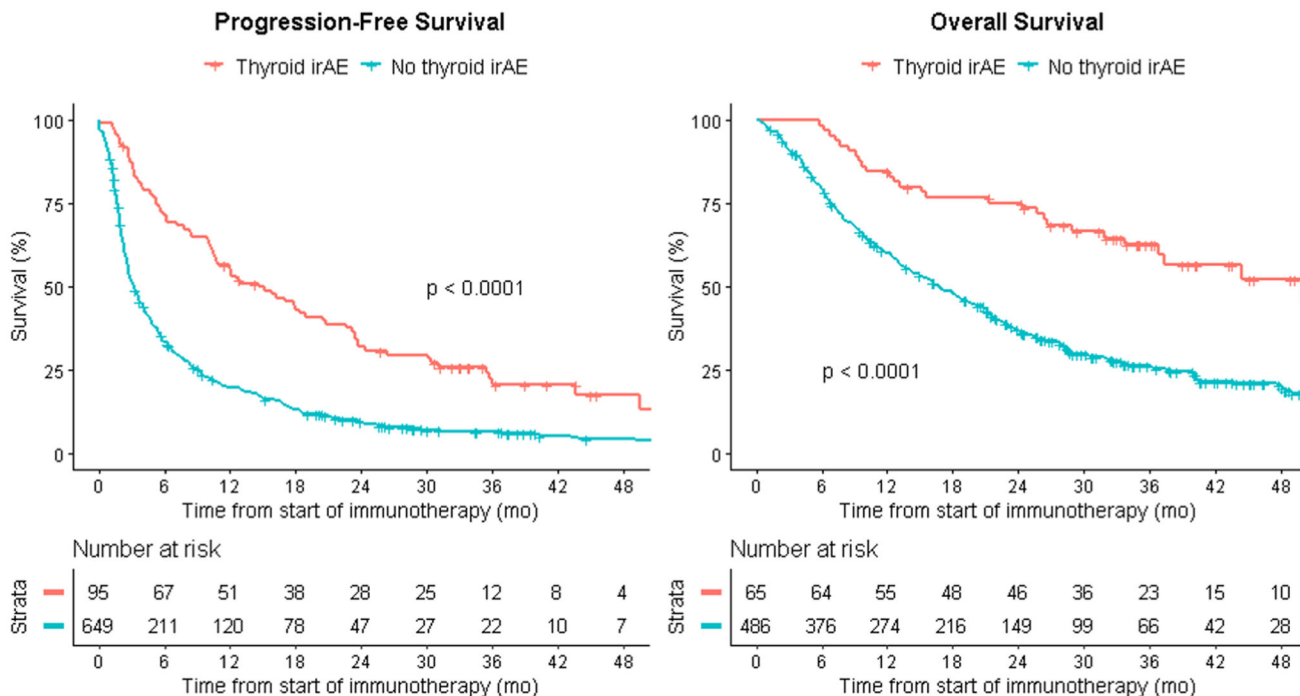 Progression-Free Survival
Thyroid irAE No thyroid irAE
100
75
50
25
0
Survival (%)
p < 0.0001
0 6 12 18 24 30 36 42 48
Time from start of immunotherapy (mo)
Number at risk
Strata
95 67 51 38 28 25 12 8 4
649 211 120 78 47 27 22 10 7
0 6 12 18 24 30 36 42 48
Time from start of immunotherapy (mo)
Overall Survival
Thyroid irAE No thyroid irAE
100
75
50
25
0
Survival (%)
p < 0.0001
0 6 12 18 24 30 36 42 48
Time from start of immunotherapy (mo)
Number at risk
Strata
65 64 55 48 46 36 23 15 10
486 376 274 216 149 99 66 42 28
0 6 12 18 24 30 36 42 48
Time from start of immunotherapy (mo)